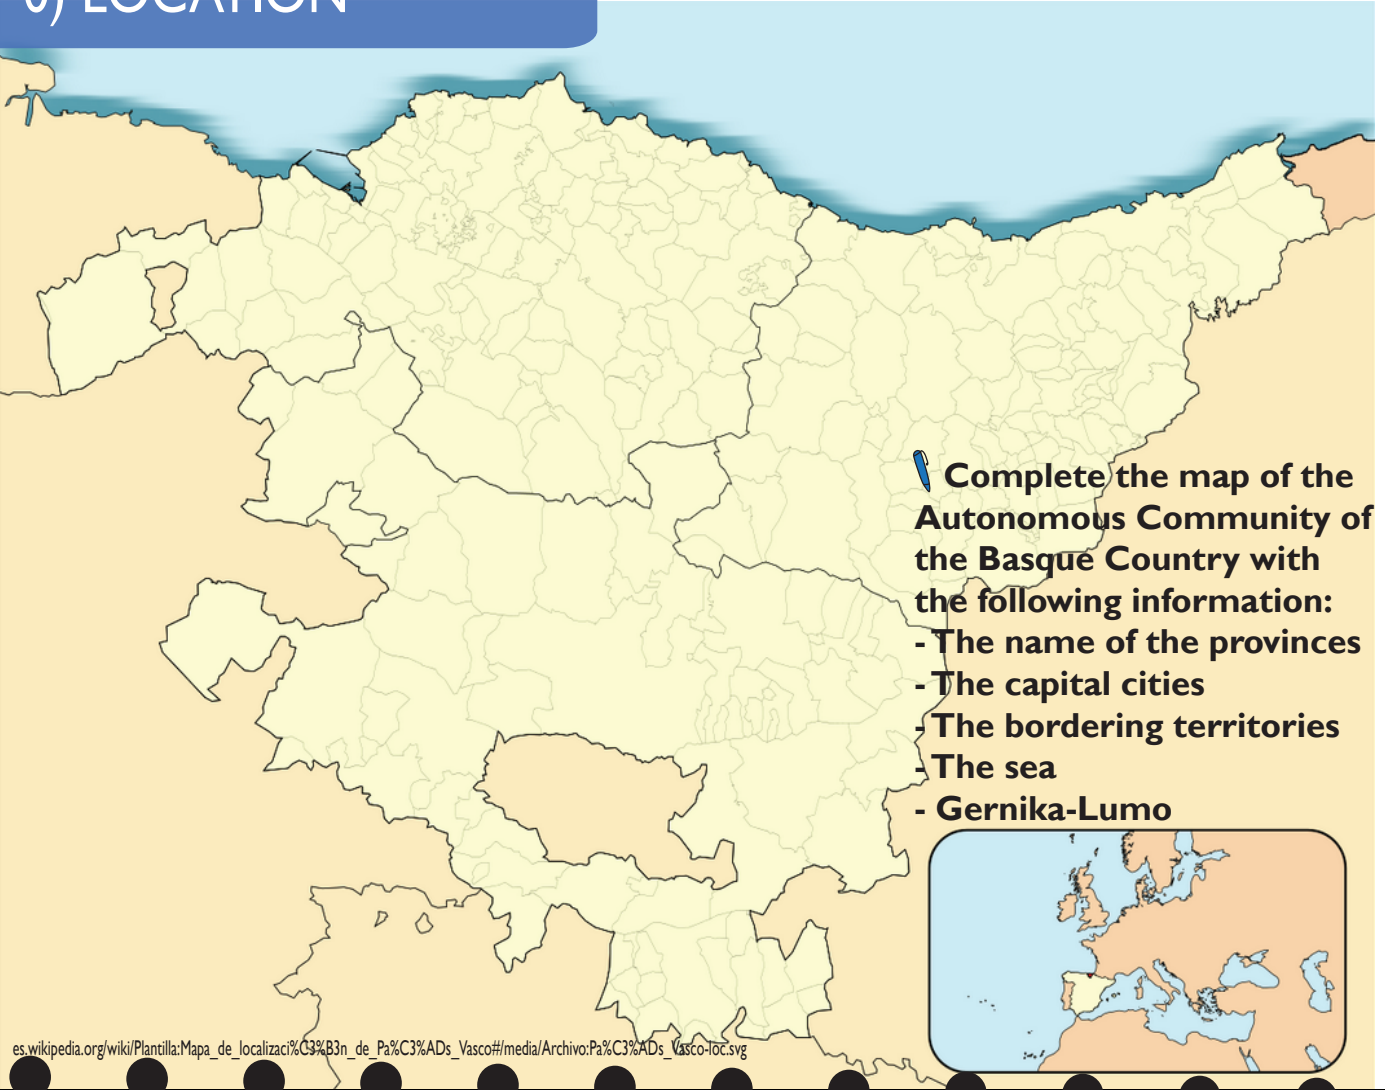 0) LOCATION
Complete the map of the
Autonomous Community of
the Basque Country with
the following information:
- The name of the provinces
- The capital cities
- The bordering territories
- The sea
- Gernika-Lumo
es.wikipedia.org/wiki/Plantilla:Mapa_de_localizaci%C3%B3n_de_Pa%C3%ADs_Vasco#/media/Archivo:Pa%C3%ADs_Vasco-loc.svg